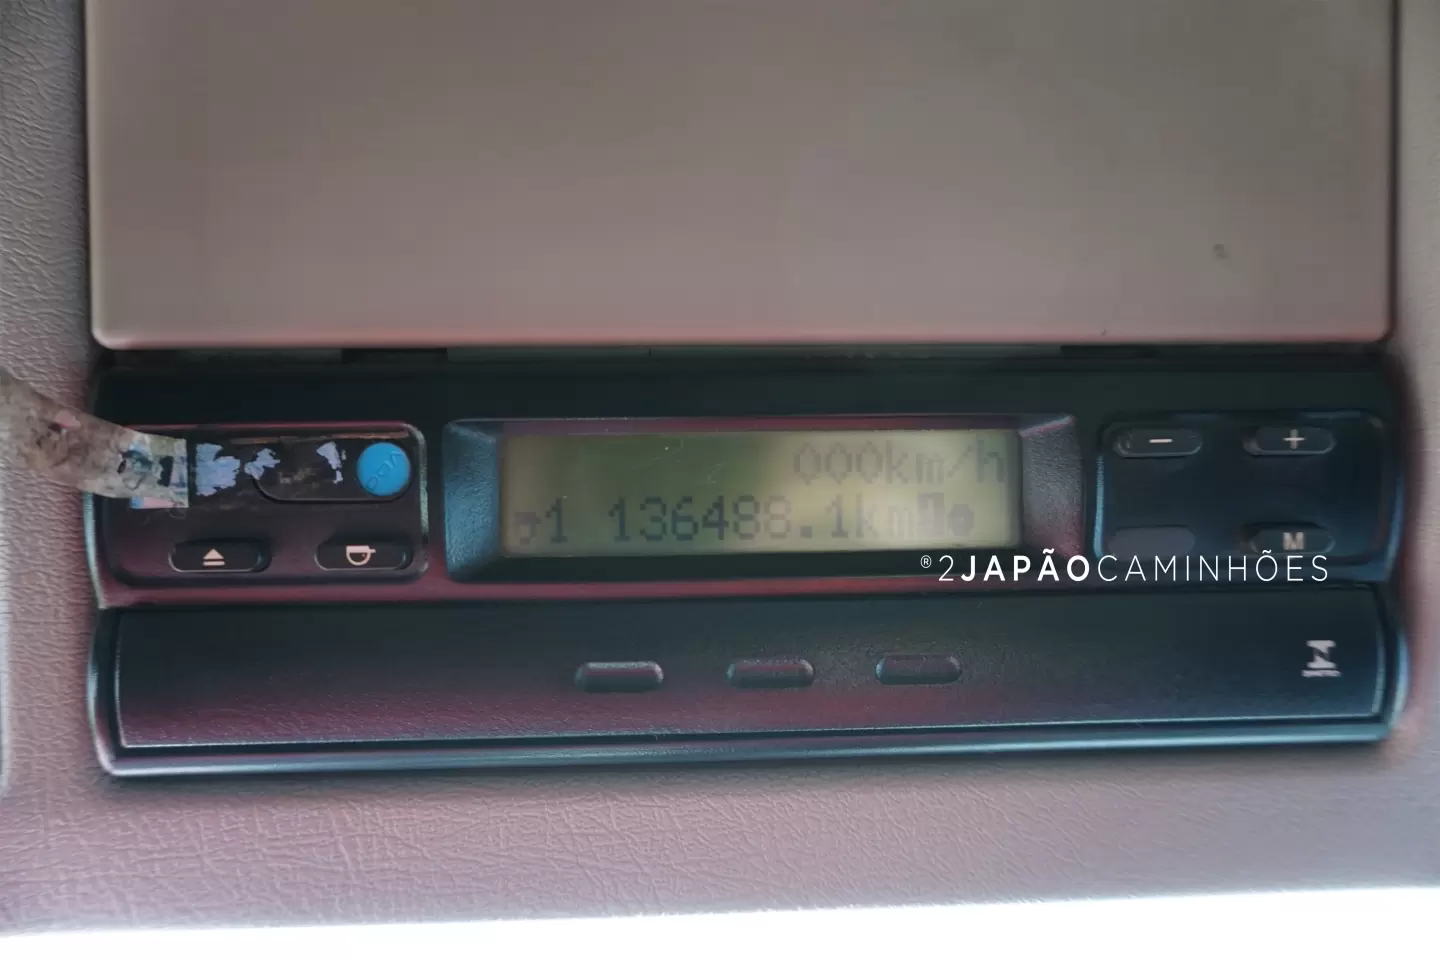 000km/h
1 136488.1km
- +
M
®2JAPÃOCAMINHÕES